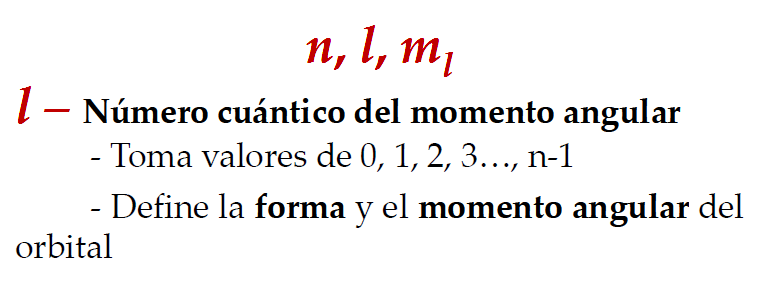 n, l, ml
l – Número cuántico del momento angular
- Toma valores de 0, 1, 2, 3…, n-1
- Define la forma y el momento angular del
orbital